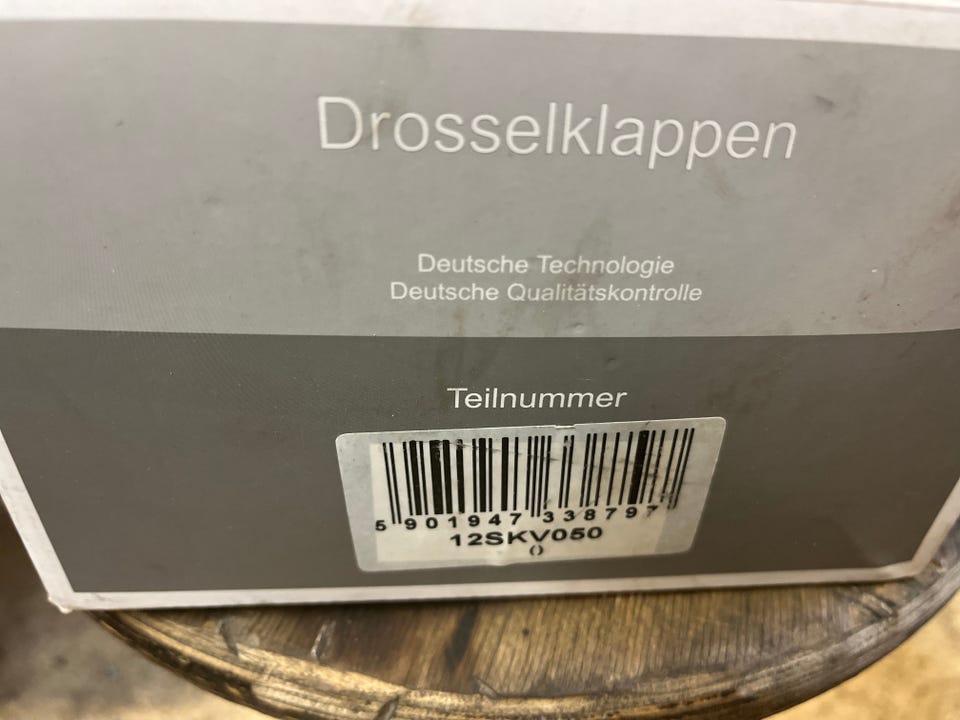 Drosselklappen
Deutsche Technologie
Deutsche Qualitätskontrolle
Teilnummer
5 901947 338797
12SKV050
()